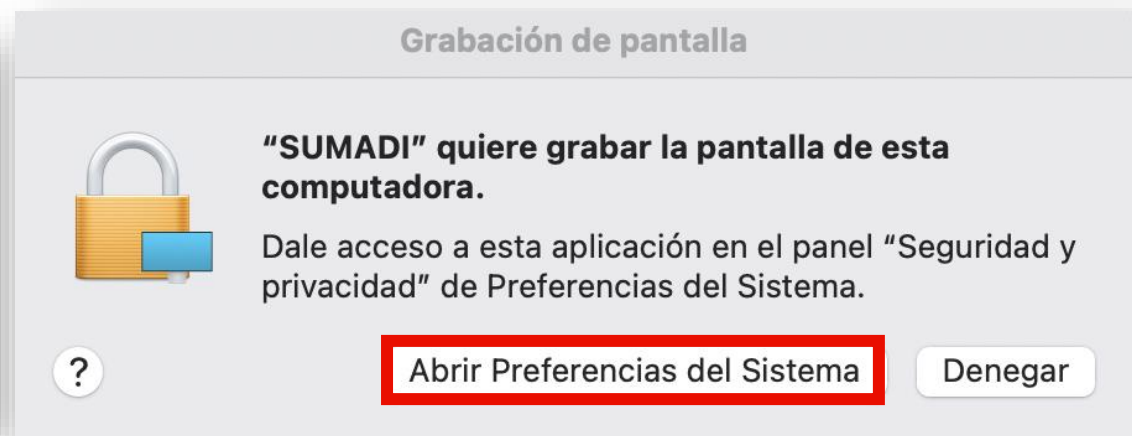 Grabación de pantalla
“SUMADI” quiere grabar la pantalla de esta
computadora.
Dale acceso a esta aplicación en el panel “Seguridad y
privacidad” de Preferencias del Sistema.
?
Abrir Preferencias del Sistema
Denegar